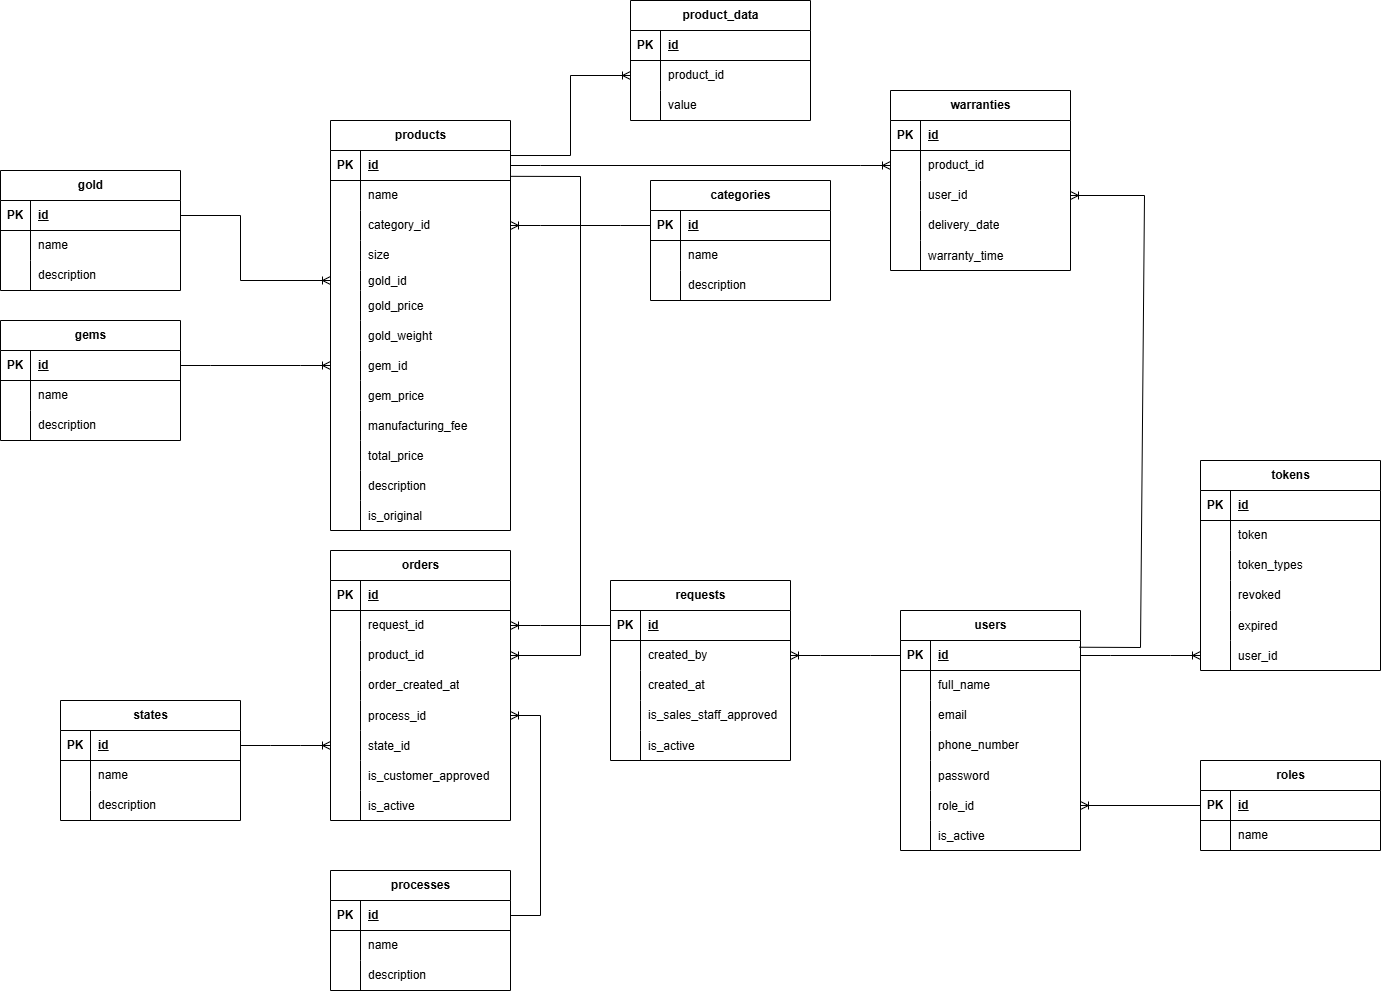 product_data
PK id
product_id
value
warranties
PK id
product_id
user_id
delivery_date
warranty_time
products
PK id
name
category_id
size
gold_id
gold_price
gold_weight
gem_id
gem_price
manufacturing_fee
total_price
description
is_original
gold
PK id
name
description
categories
PK id
name
description
gems
PK id
name
description
tokens
PK id
token
token_types
revoked
expired
user_id
orders
PK id
request_id
product_id
order_created_at
process_id
state_id
is_customer_approved
is_active
requests
PK id
created_by
created_at
is_sales_staff_approved
is_active
users
PK id
full_name
email
phone_number
password
role_id
is_active
states
PK id
name
description
roles
PK id
name
processes
PK id
name
description